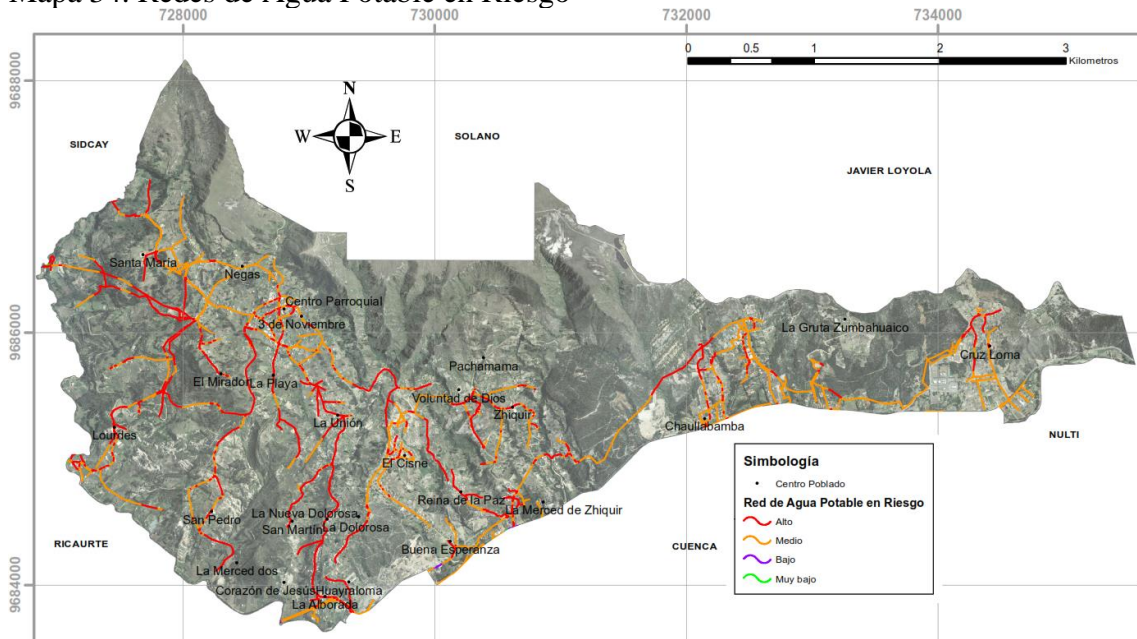 Mapa 34. Redes de Agua Potable en Riesgo
728000
730000
732000
734000
0 0.5 1 2 3
Kilometros
9688000
N
W E
S
SIDCAY
SOLANO
JAVIER LOYOLA
Santa María
Negas
Centro Parroquial
3 de Noviembre
La Gruta Zumbahuaico
9686000
Cruz Loma
Pachamama
El Mirador
La Playa
Voluntad de Dios
Zhiquir
La Unión
Chaullabamba
Lourdes
NULTI
El Cisne
Simbología
Centro Poblado
Red de Agua Potable en Riesgo
Alto
Medio
Bajo
Muy bajo
Reina de la Paz
La Merced de Zhiquir
La Nueva Dolorosa
San Pedro
San Martín
La Dolorosa
RICAURTE
CUENCA
Buena Esperanza
La Merced dos
9684000
Corazón de Jesús
Huayraloma
La Alborada